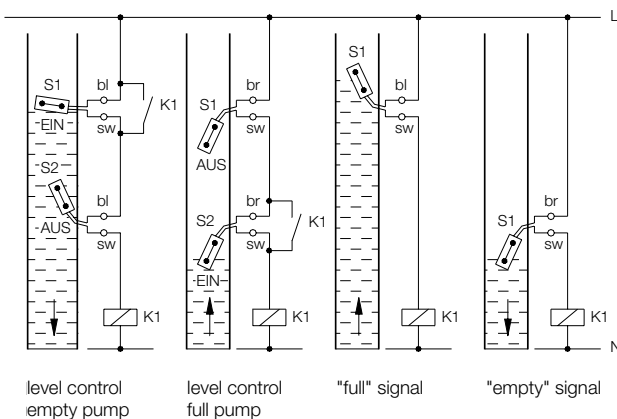 L
S1
bl
K1
EIN
sw
S2
bl
AUS
sw
K1
br
S1
sw
AUS
br
S2
K1
sw
EIN
K1
S1
bl
sw
K1
br
S1
sw
K1
N
level control
empty pump
level control
full pump
"full" signal
"empty" signal